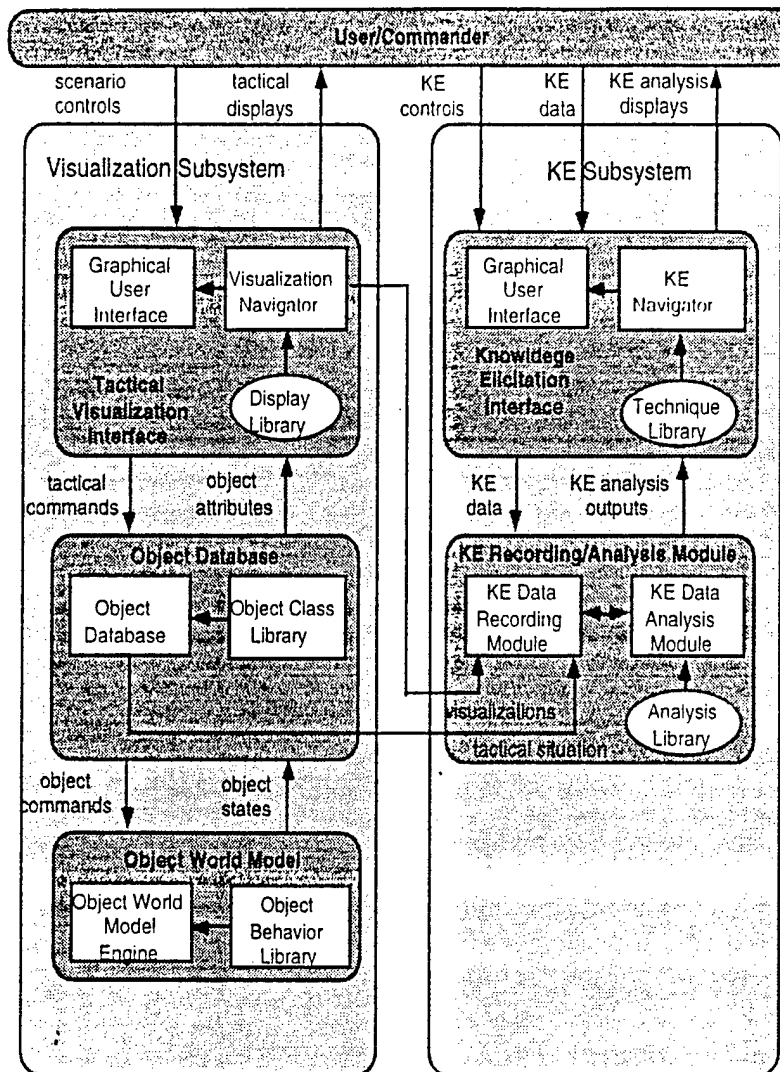 User/Commander
scenario
controls
tactical
displays
KE
controls
KE
data
KE analysis
displays
Visualization Subsystem
Graphical
User
Interface
Visualization
Navigator
Tactical
Visualization
Interface
Display
Library
tactical
commands
object
attributes
Object Database
Object
Database
Object Class
Library
object
commands
object
states
Object World Model
Object World
Model
Engine
Object
Behavior
Library
KE Subsystem
Graphical
User
Interface
KE
Navigator
Knowldege
Elicitation
Interface
Technique
Library
KE
data
KE analysis
outputs
KE Recording/Analysis Module
KE Data
Recording
Module
KE Data
Analysis
Module
visualizations
Analysis
Library
tactical situation